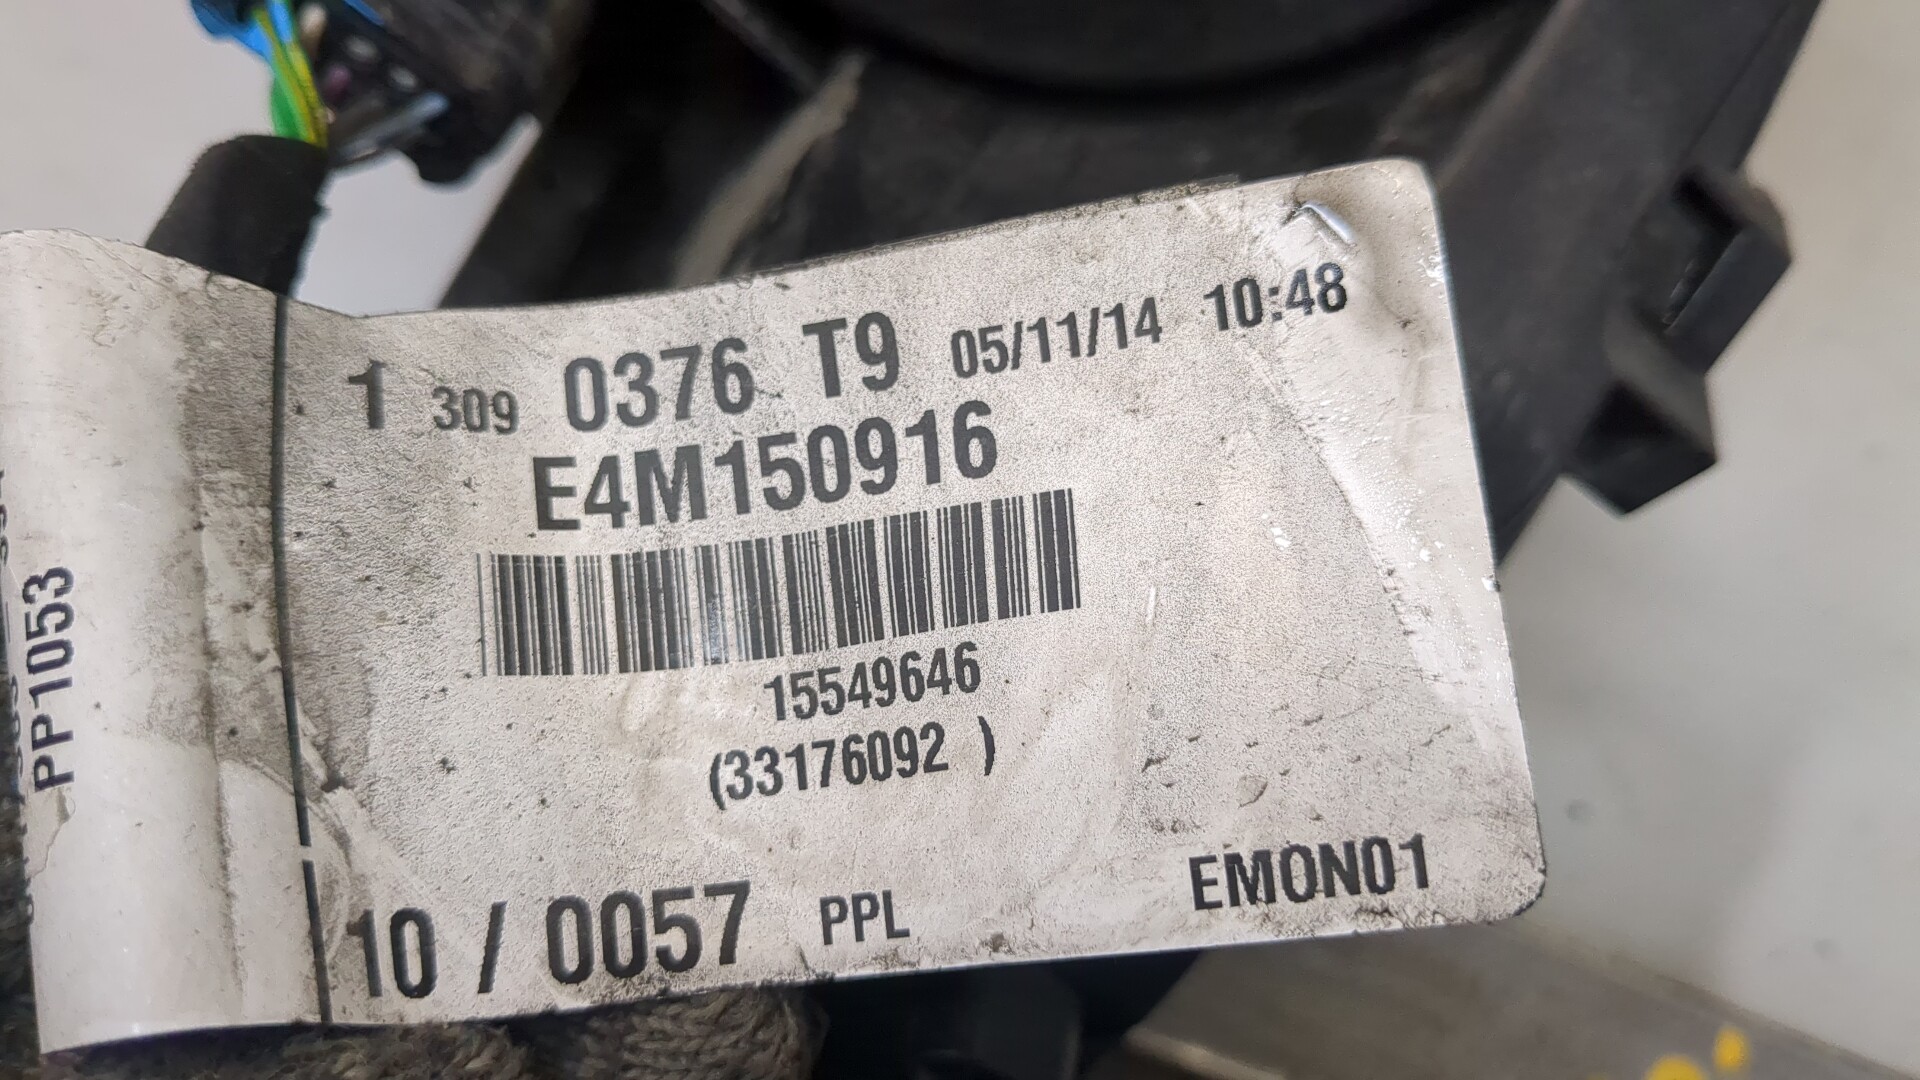 1 309 0376 T9 05/11/14 10:48
E4M150916
15549646
(33176092 )
10 / 0057 PPL EMON01
PP1053